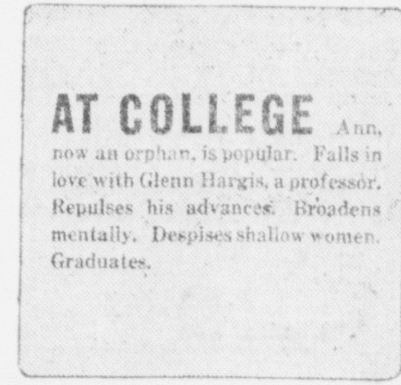 AT COLLEGE Ann,
now an orphan, is popular. Falls in
love with Glenn Hargis, a professor.
Repulses his advances. Broadens
mentally. Despises shallow women.
Graduates.